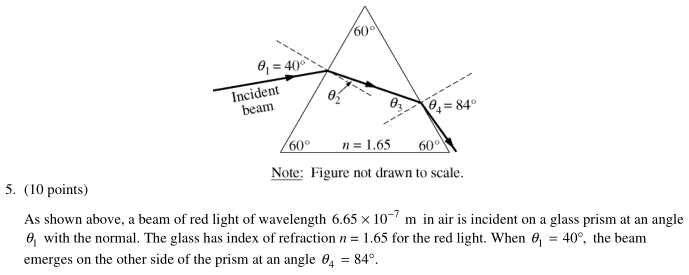 60°
θ₁ = 40°
Incident
beam
θ₂
θ₃
θ₄ = 84°
60°
n = 1.65
60°
Note: Figure not drawn to scale.
5. (10 points)
As shown above, a beam of red light of wavelength 6.65 × 10⁻⁷ m in air is incident on a glass prism at an angle
θ₁ with the normal. The glass has index of refraction n = 1.65 for the red light. When θ₁ = 40°, the beam
emerges on the other side of the prism at an angle θ₄ = 84°.